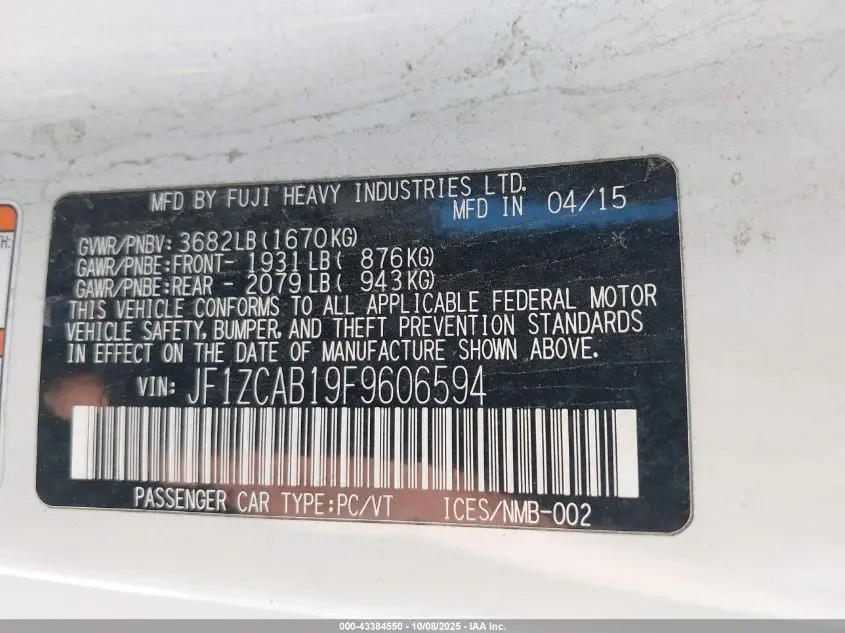 MFD BY FUJI HEAVY INDUSTRIES LTD.
MFD IN 04/15
GVWR/PNBV: 3682LB(1670KG)
GAWR/PNBE:FRONT- 1931LB( 876KG)
GAWR/PNBE:REAR - 2079LB( 943KG)
THIS VEHICLE CONFORMS TO ALL APPLICABLE FEDERAL MOTOR
VEHICLE SAFETY, BUMPER, AND THEFT PREVENTION STANDARDS
IN EFFECT ON THE DATE OF MANUFACTURE SHOWN ABOVE.
VIN: JF1ZCAB19F9606594
PASSENGER CAR TYPE:PC/VT ICES/NMB-002
000-43384550 - 10/08/2025 - IAA Inc.